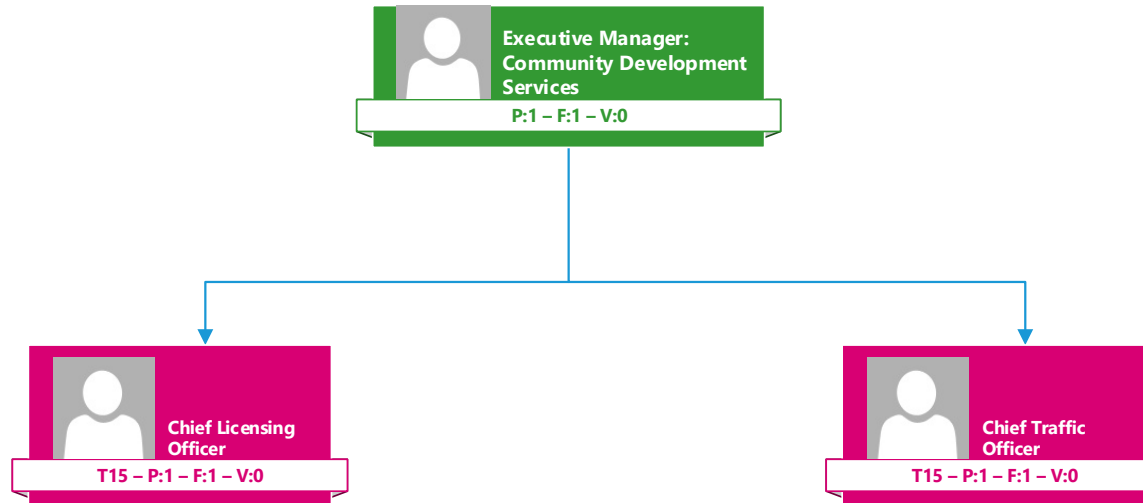 Executive Manager:
Community Development
Services
P:1 – F:1 – V:0
Chief Licensing
Officer
T15 – P:1 – F:1 – V:0
Chief Traffic
Officer
T15 – P:1 – F:1 – V:0